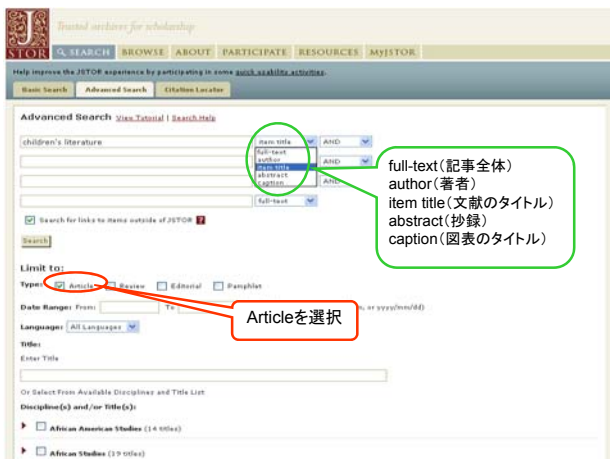 Trusted archives for scholarship
JSTOR
SEARCH BROWSE ABOUT PARTICIPATE RESOURCES MyJSTOR
Help improve the JSTOR experience by participating in some quick usability activities.
Basic Search Advanced Search Citation Locator
Advanced Search View Tutorial | Search Help
children's literature item title AND
full-text
author AND
item title
abstract
caption AND
full-text
Search for links to items outside of JSTOR ?
Search
full-text(記事全体)
author(著者)
item title(文献のタイトル)
abstract(抄録)
caption(図表のタイトル)
Limit to:
Type: Article Review Editorial Pamphlet
Date Range: From: To , or yyyy/mm/dd)
Articleを選択
Language: All Languages
Title:
Enter Title
Or Select From Available Disciplines and Title List
Discipline(s) and/or Title(s):
African American Studies (14 titles)
African Studies (19 titles)